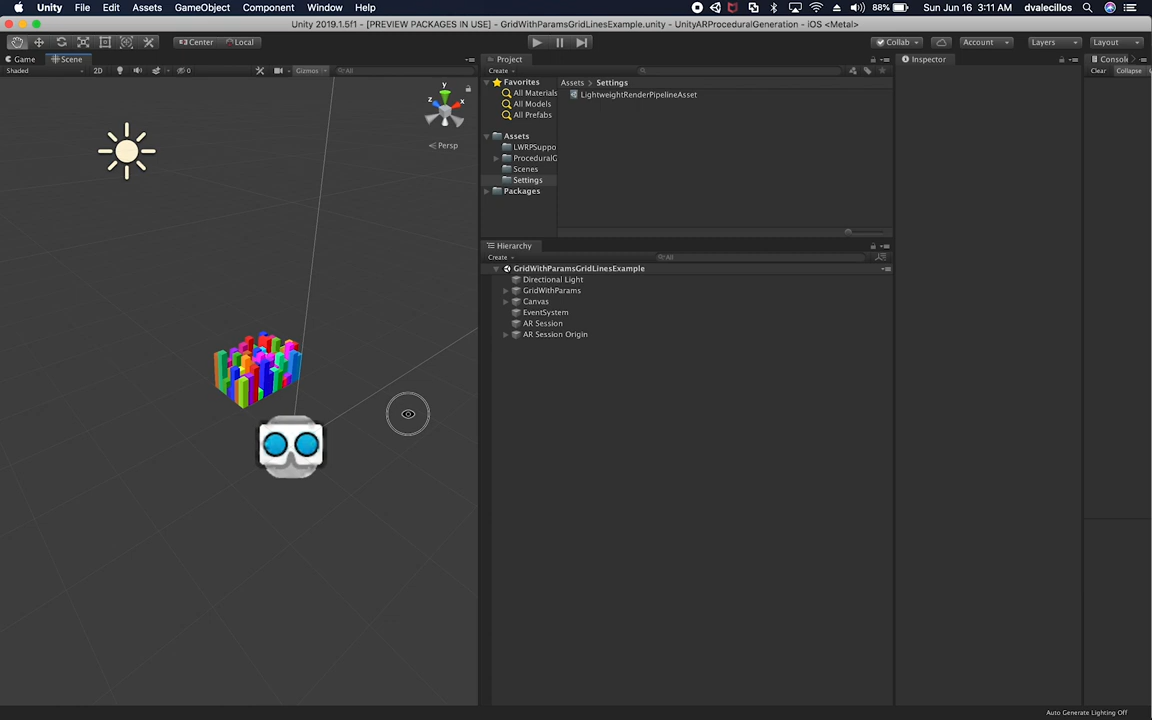 Unity File Edit Assets GameObject Component Window Help 88% Sun Jun 16 3:11 AM dvalecillos
Unity 2019.1.5f1 - [PREVIEW PACKAGES IN USE] - GridWithParamsGridLinesExample.unity - UnityARProceduralGeneration - iOS <Metal>
Center Local Collab Account Layers Layout
Game Scene
Shaded 2D 0 Gizmos All
y
z x
Persp
Project
Create
Favorites
All Materials
All Models
All Prefabs
Assets
LWRPSuppo
ProceduralG
Scenes
Settings
Packages
Assets > Settings
LightweightRenderPipelineAsset
Hierarchy
Create All
GridWithParamsGridLinesExample
Directional Light
GridWithParams
Canvas
EventSystem
AR Session
AR Session Origin
Inspector
Console
Clear Collapse
Auto Generate Lighting Off